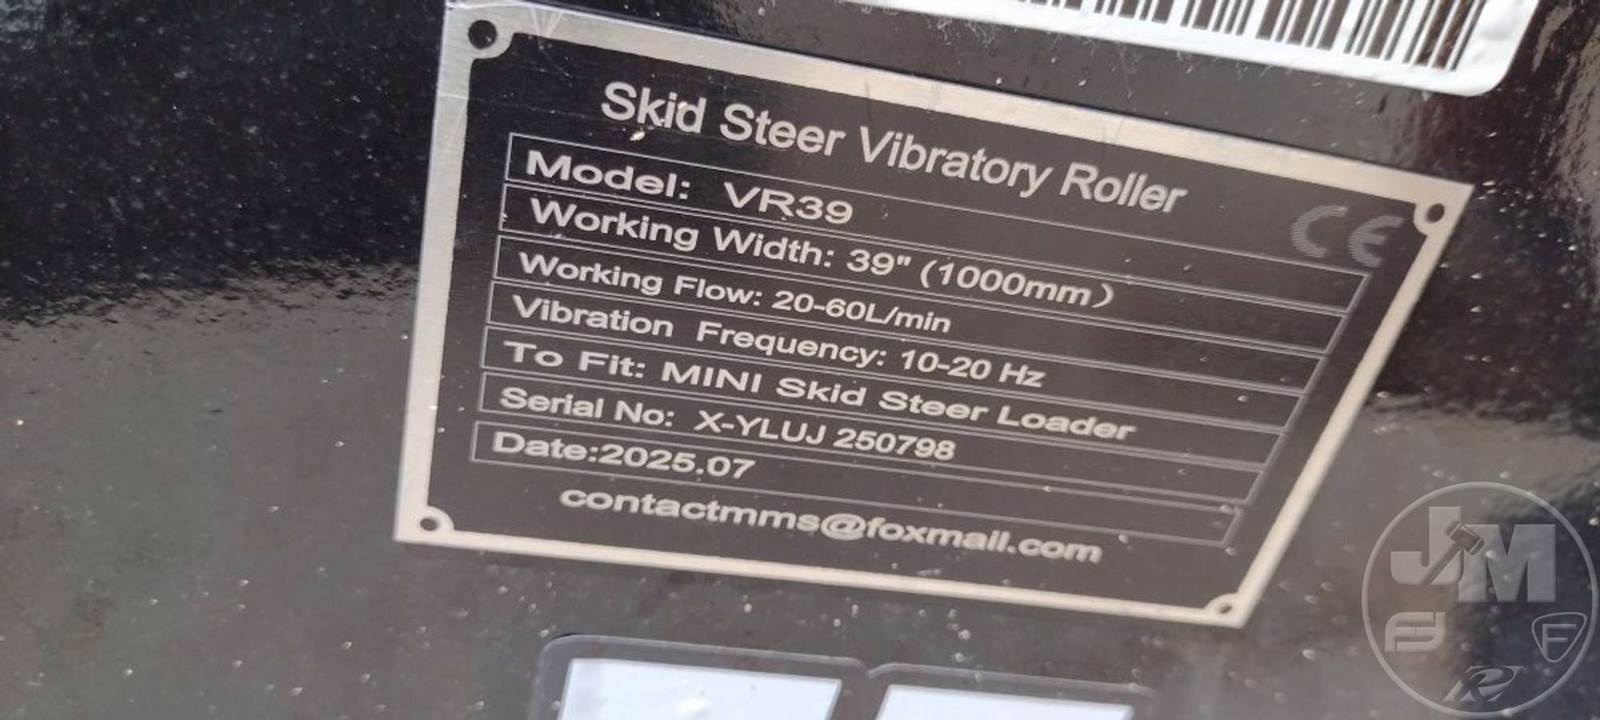 Skid Steer Vibratory Roller
CE
Model: VR39
Working Width: 39" (1000mm)
Working Flow: 20-60L/min
Vibration Frequency: 10-20 Hz
To Fit: MINI Skid Steer Loader
Serial No: X-YLUJ 250798
Date:2025.07
contactmms@foxmail.com
JM